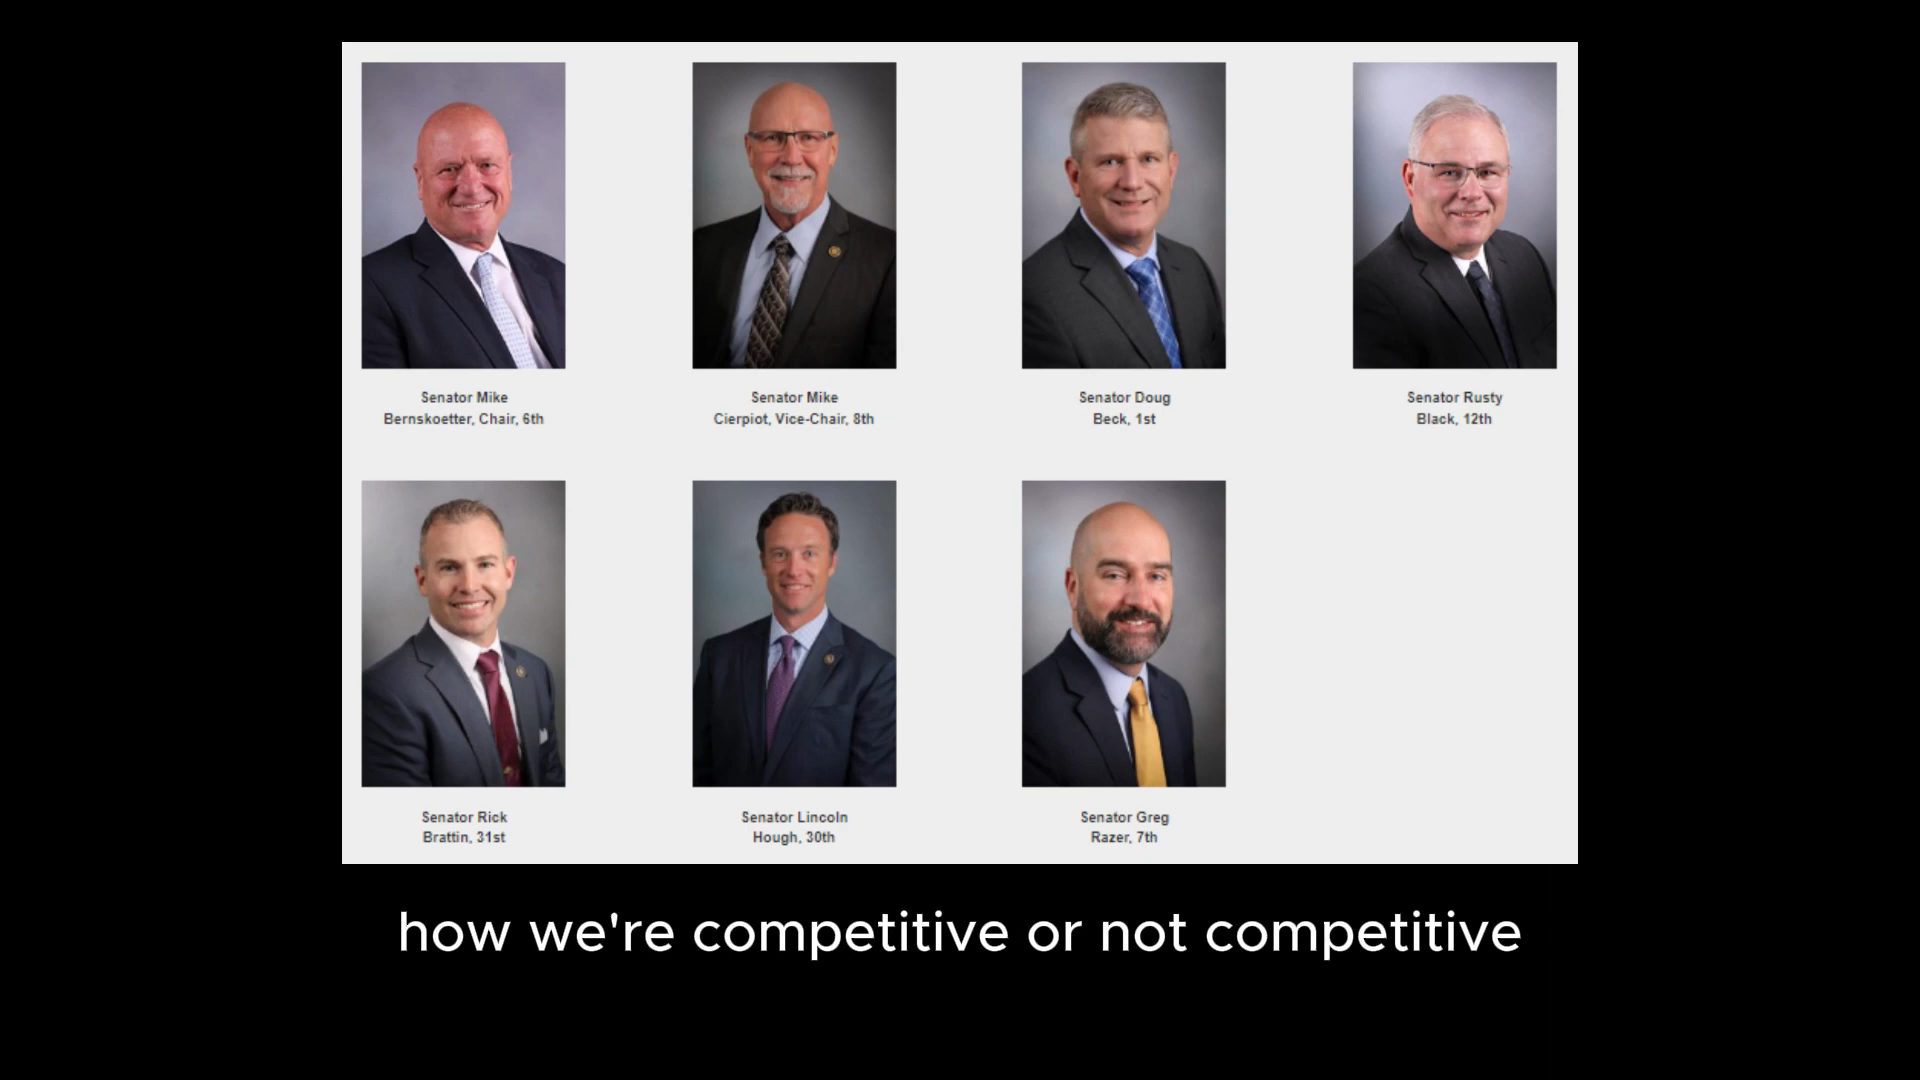 Senator Mike
Bernskoetter, Chair, 6th
Senator Mike
Cierpiot, Vice-Chair, 8th
Senator Doug
Beck, 1st
Senator Rusty
Black, 12th
Senator Rick
Brattin, 31st
Senator Lincoln
Hough, 30th
Senator Greg
Razer, 7th
how we're competitive or not competitive